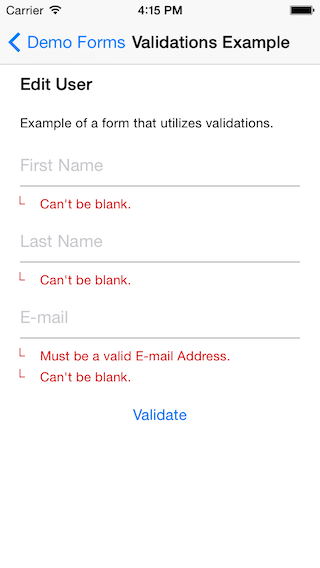 Carrier 4:15 PM
Demo Forms Validations Example
Edit User
Example of a form that utilizes validations.
First Name
Can't be blank.
Last Name
Can't be blank.
E-mail
Must be a valid E-mail Address.
Can't be blank.
Validate